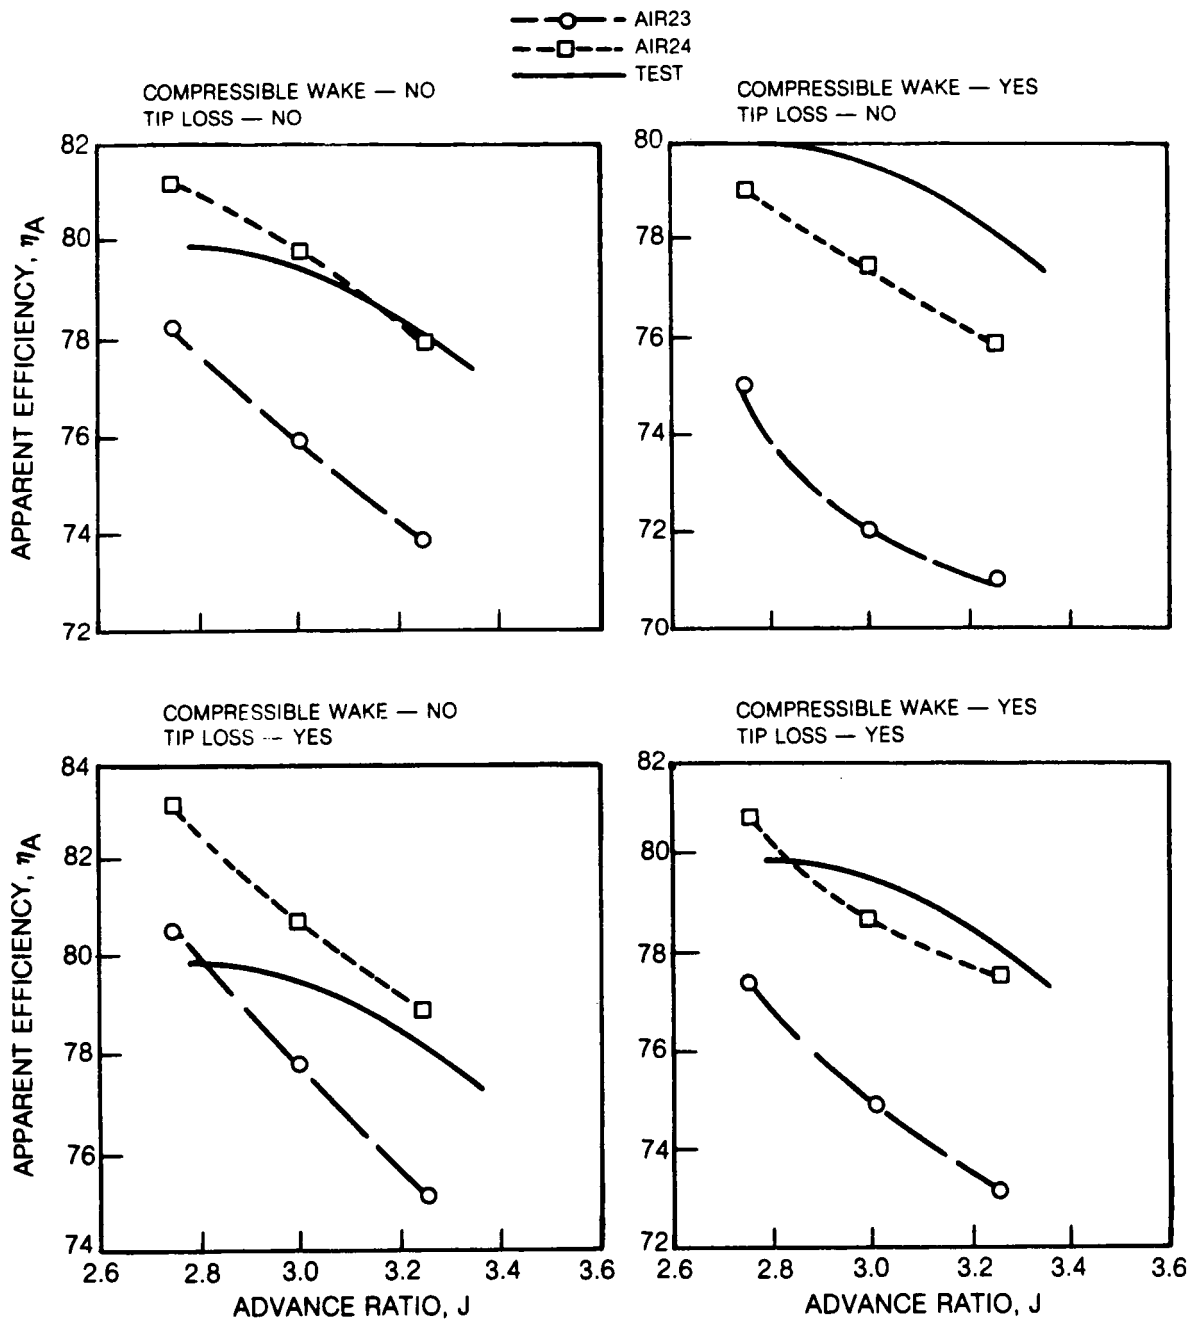 AIR23
AIR24
TEST
COMPRESSIBLE WAKE — NO
TIP LOSS — NO
COMPRESSIBLE WAKE — YES
TIP LOSS — NO
82
80
78
76
74
72
APPARENT EFFICIENCY, ηA
80
78
76
74
72
70
COMPRESSIBLE WAKE — NO
TIP LOSS -- YES
COMPRESSIBLE WAKE — YES
TIP LOSS — YES
84
82
80
78
76
74
APPARENT EFFICIENCY, ηA
2.6 2.8 3.0 3.2 3.4 3.6
ADVANCE RATIO, J
82
80
78
76
74
72
2.6 2.8 3.0 3.2 3.4 3.6
ADVANCE RATIO, J